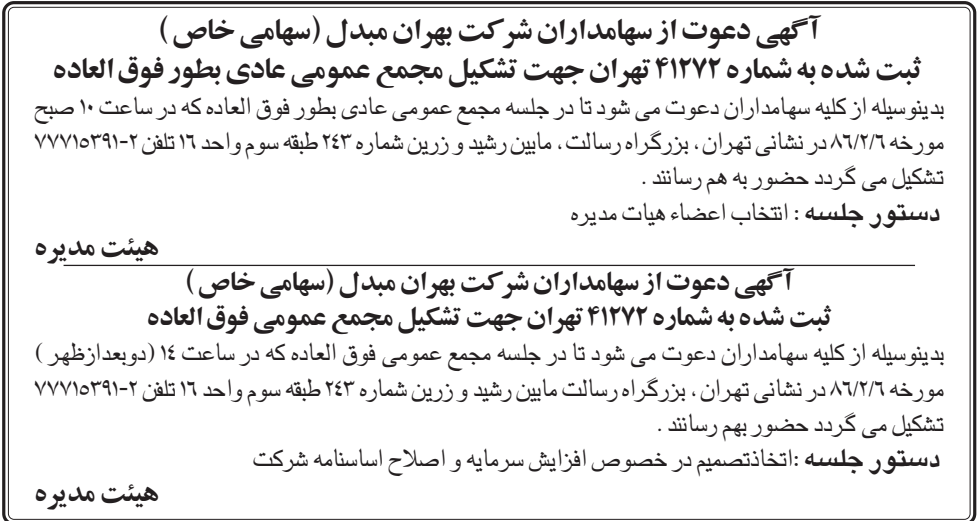 آگهی دعوت از سهامداران شرکت بهران مبدل (سهامی خاص )
ثبت شده به شماره ۴۱۲۷۲ تهران جهت تشکیل مجمع عمومی عادی بطور فوق العاده
بدینوسیله از کلیه سهامداران دعوت می شود تا در جلسه مجمع عمومی عادی بطور فوق العاده که در ساعت ۱۰ صبح
مورخه ۸۶/۲/۶ در نشانی تهران ، بزرگراه رسالت ، مابین رشید و زرین شماره ۲۴۳ طبقه سوم واحد ۱۶ تلفن ۲-۷۷۷۱۵۳۹۱
تشکیل می گردد حضور به هم رسانند .
دستور جلسه : انتخاب اعضاء هیات مدیره
هیئت مدیره
آگهی دعوت از سهامداران شرکت بهران مبدل (سهامی خاص )
ثبت شده به شماره ۴۱۲۷۲ تهران جهت تشکیل مجمع عمومی فوق العاده
بدینوسیله از کلیه سهامداران دعوت می شود تا در جلسه مجمع عمومی فوق العاده که در ساعت ۱۴ (دوبعدازظهر )
مورخه ۸۶/۲/۶ در نشانی تهران ، بزرگراه رسالت مابین رشید و زرین شماره ۲۴۳ طبقه سوم واحد ۱۶ تلفن ۲-۷۷۷۱۵۳۹۱
تشکیل می گردد حضور بهم رسانند .
دستور جلسه :اتخاذتصمیم در خصوص افزایش سرمایه و اصلاح اساسنامه شرکت
هیئت مدیره